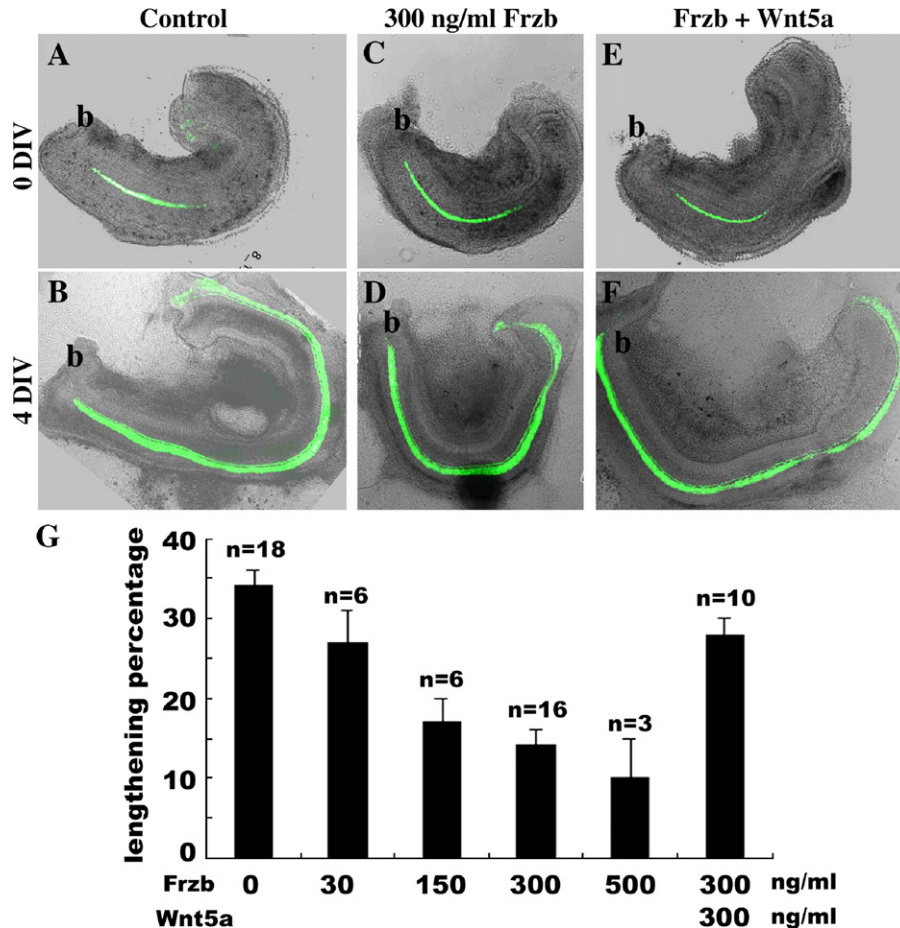 Control 300 ng/ml Frzb Frzb + Wnt5a
0 DIV
A C E
b b b
8
4 DIV
B D F
b b b
G
lengthening percentage
40
30
20
10
0
n=18
n=6
n=6
n=16
n=3
n=10
Frzb 0 30 150 300 500 300 ng/ml
Wnt5a 300 ng/ml